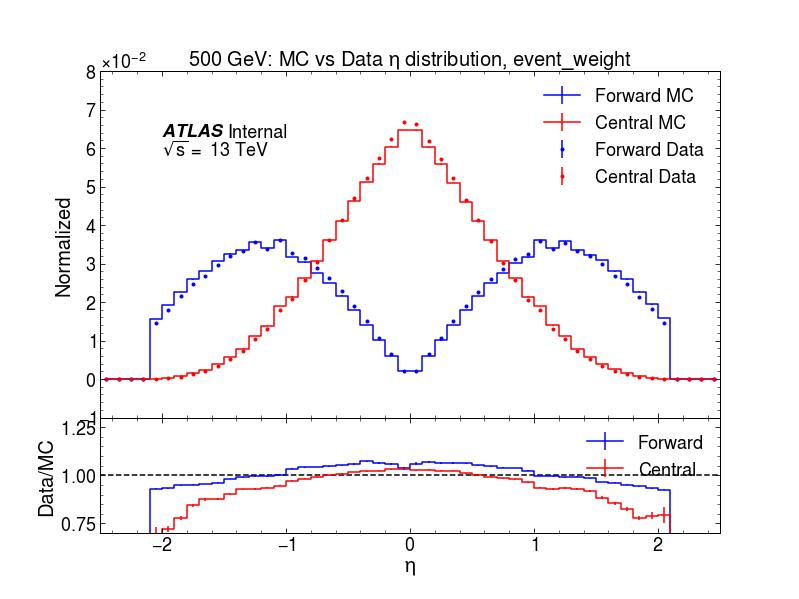 ×10⁻²
500 GeV: MC vs Data η distribution, event_weight
8
7
6
5
4
3
2
1
0
−1
Normalized
ATLAS Internal
√s = 13 TeV
Forward MC
Central MC
Forward Data
Central Data
1.25
1.00
0.75
Data/MC
Forward
Central
−2 −1 0 1 2
η